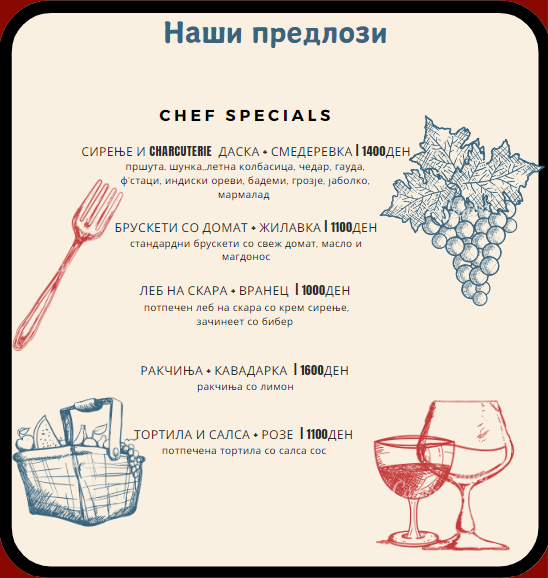 Наши предлози
CHEF SPECIALS
СИРЕЊЕ И CHARCUTERIE ДАСКА + СМЕДЕРЕВКА | 1400ДЕН
пршута, шунка,,летна колбасица, чедар, гауда,
ф'стаци, индиски ореви, бадеми, грозје, јаболко,
мармалад
БРУСКЕТИ СО ДОМАТ + ЖИЛАВКА | 1100ДЕН
стандардни брускети со свеж домат, масло и
магдонос
ЛЕБ НА СКАРА + ВРАНЕЦ | 1000ДЕН
потпечен леб на скара со крем сирење,
зачинеет со бибер
РАКЧИЊА + КАВАДАРКА | 1600ДЕН
ракчиња со лимон
ТОРТИЛА И САЛСА + РОЗЕ | 1100ДЕН
потпечена тортила со салса сос